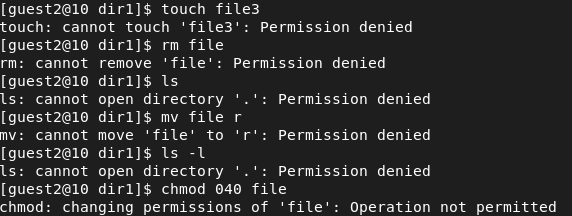 [guest2@10 dir1]$ touch file3
touch: cannot touch 'file3': Permission denied
[guest2@10 dir1]$ rm file
rm: cannot remove 'file': Permission denied
[guest2@10 dir1]$ ls
ls: cannot open directory '.': Permission denied
[guest2@10 dir1]$ mv file r
mv: cannot move 'file' to 'r': Permission denied
[guest2@10 dir1]$ ls -l
ls: cannot open directory '.': Permission denied
[guest2@10 dir1]$ chmod 040 file
chmod: changing permissions of 'file': Operation not permitted